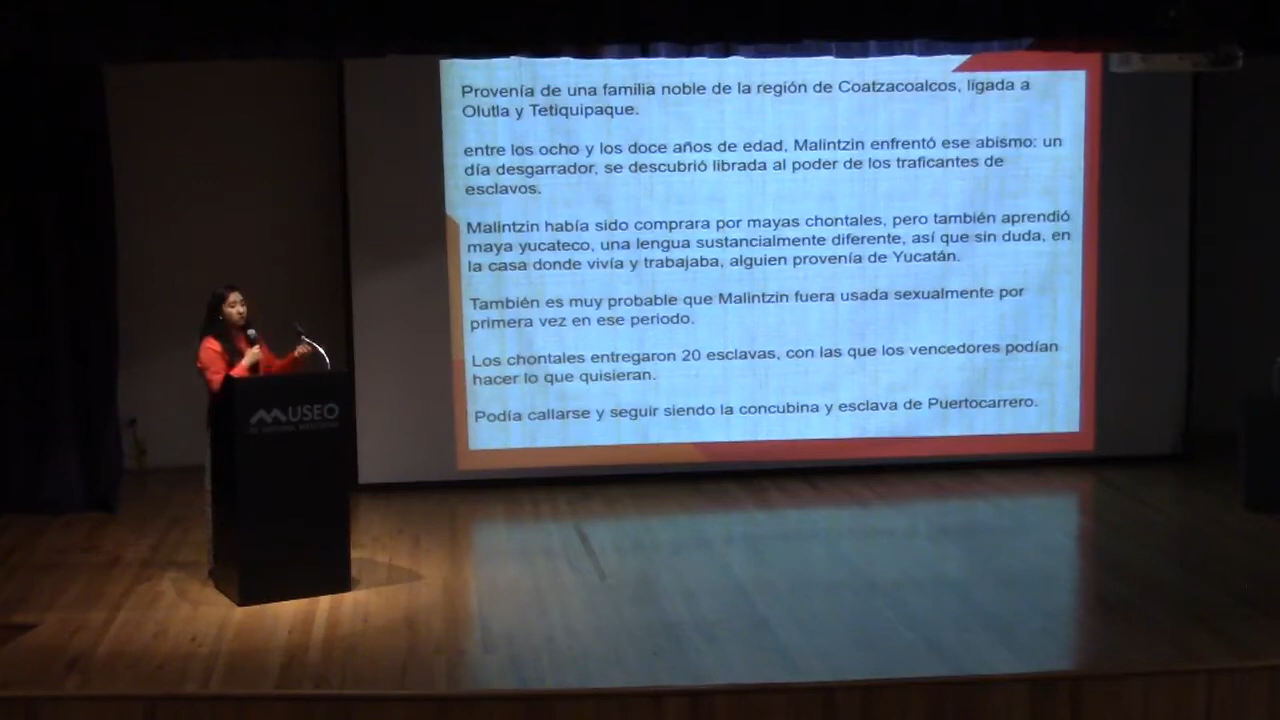 Provenía de una familia noble de la región de Coatzacoalcos, ligada a
Olutla y Tetiquipaque.
entre los ocho y los doce años de edad, Malintzin enfrentó ese abismo: un
día desgarrador, se descubrió librada al poder de los traficantes de
esclavos.
Malintzin había sido comprara por mayas chontales, pero también aprendió
maya yucateco, una lengua sustancialmente diferente, así que sin duda, en
la casa donde vivía y trabajaba, alguien provenía de Yucatán.
También es muy probable que Malintzin fuera usada sexualmente por
primera vez en ese periodo.
Los chontales entregaron 20 esclavas, con las que los vencedores podían
hacer lo que quisieran.
Podía callarse y seguir siendo la concubina y esclava de Puertocarrero.
MUSEO